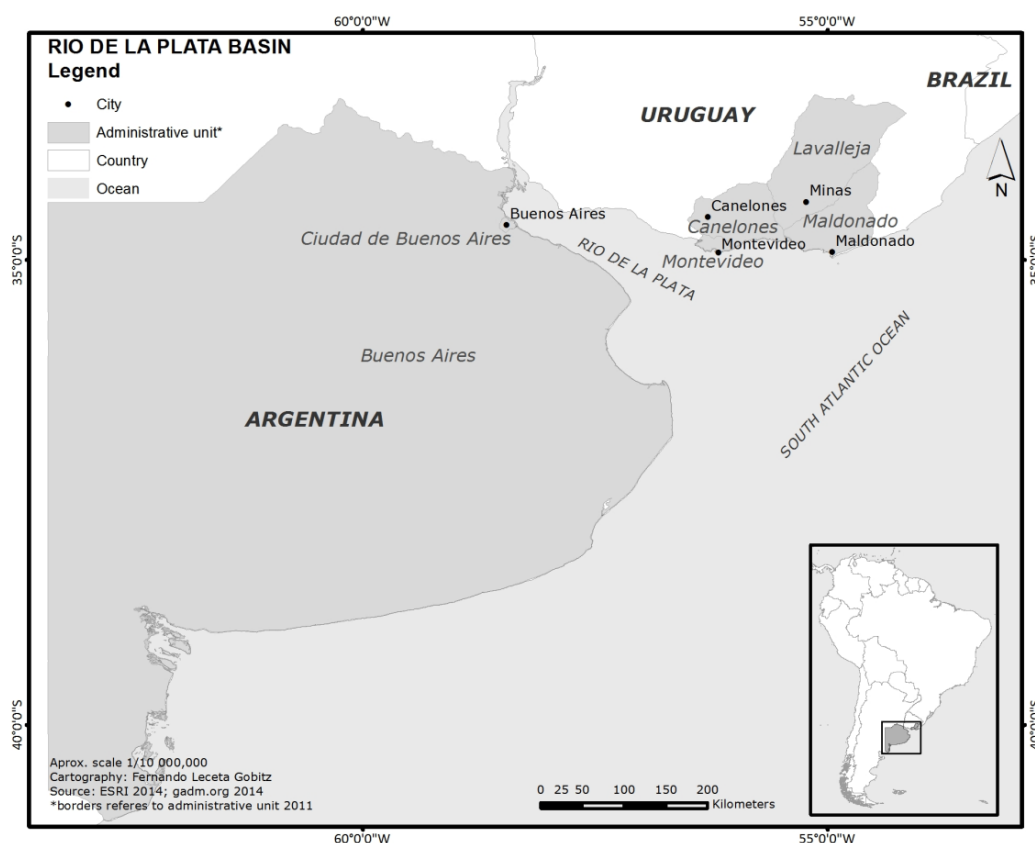 60°0'0"W
55°0'0"W
RIO DE LA PLATA BASIN
Legend
City
Administrative unit*
Country
Ocean
BRAZIL
URUGUAY
Lavalleja
N
Minas
Canelones
Maldonado
Buenos Aires
Canelones
Ciudad de Buenos Aires
Montevideo
Maldonado
Montevideo
35°0'0"S
35°0'0"S
RIO DE LA PLATA
SOUTH ATLANTIC OCEAN
Buenos Aires
ARGENTINA
40°0'0"S
40°0'0"S
Aprox. scale 1/10 000,000
Cartography: Fernando Leceta Gobitz
Source: ESRI 2014; gadm.org 2014
*borders referes to administrative unit 2011
0 25 50 100 150 200
Kilometers
60°0'0"W
55°0'0"W